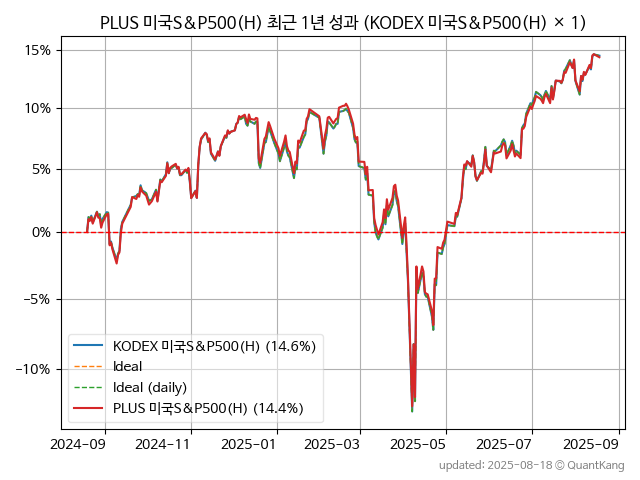 PLUS 미국S&P500(H) 최근 1년 성과 (KODEX 미국S&P500(H) × 1)
15%
10%
5%
0%
−5%
−10%
KODEX 미국S&P500(H) (14.6%)
Ideal
Ideal (daily)
PLUS 미국S&P500(H) (14.4%)
2024-09 2024-11 2025-01 2025-03 2025-05 2025-07 2025-09
updated: 2025-08-18 © QuantKang